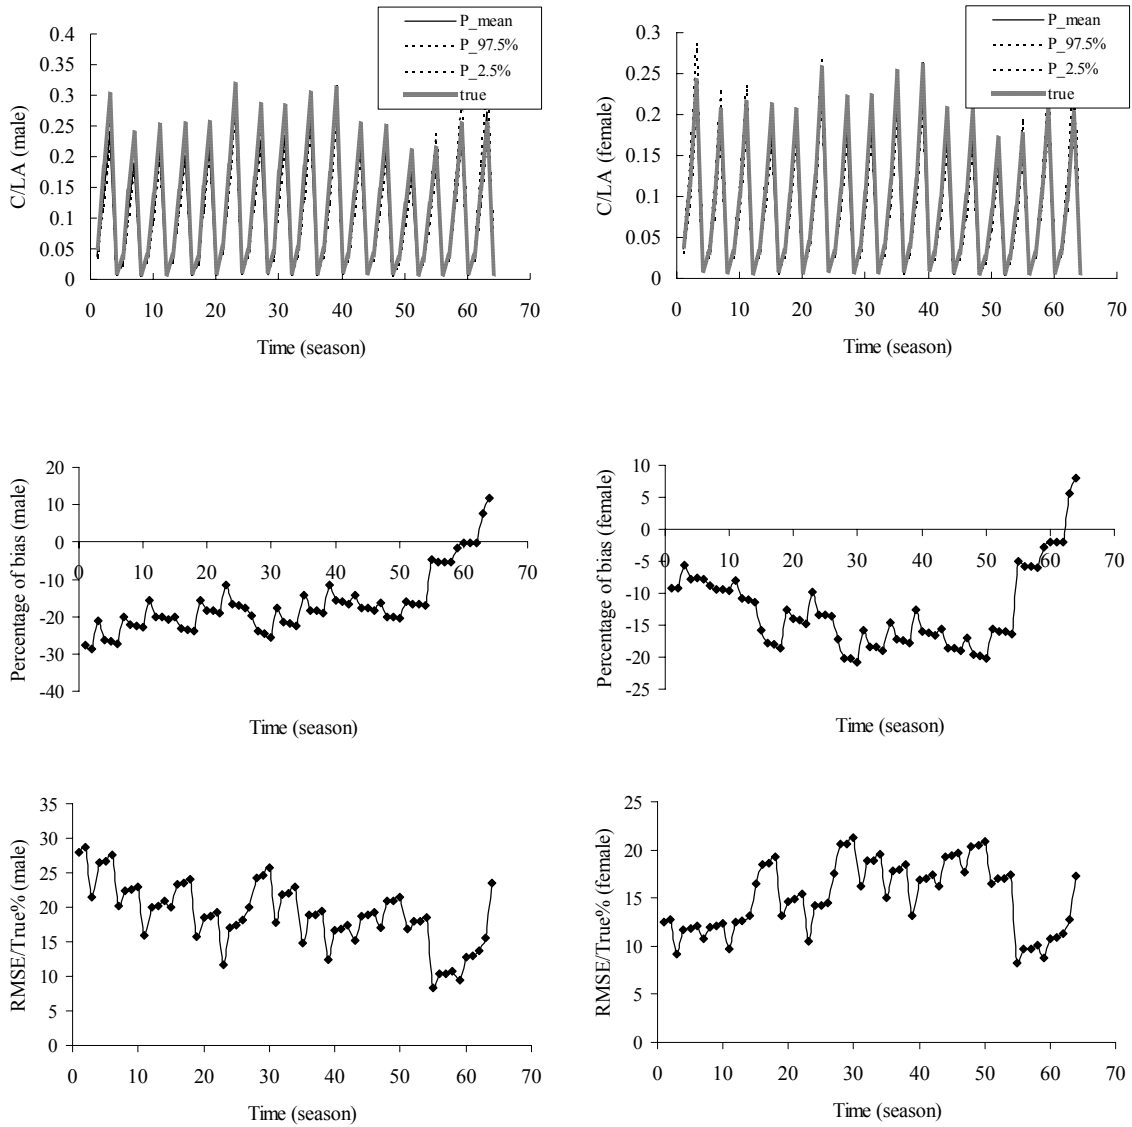 P_mean
P_97.5%
P_2.5%
true
C/LA (male)
0.4
0.35
0.3
0.25
0.2
0.15
0.1
0.05
0
0 10 20 30 40 50 60 70
Time (season)
P_mean
P_97.5%
P_2.5%
true
C/LA (female)
0.3
0.25
0.2
0.15
0.1
0.05
0
0 10 20 30 40 50 60 70
Time (season)
Percentage of bias (male)
20
10
0
-10
-20
-30
-40
0 10 20 30 40 50 60 70
Time (season)
Percentage of bias (female)
10
5
0
-5
-10
-15
-20
-25
0 10 20 30 40 50 60 70
Time (season)
RMSE/True% (male)
35
30
25
20
15
10
5
0
0 10 20 30 40 50 60 70
Time (season)
RMSE/True% (female)
25
20
15
10
5
0
0 10 20 30 40 50 60 70
Time (season)